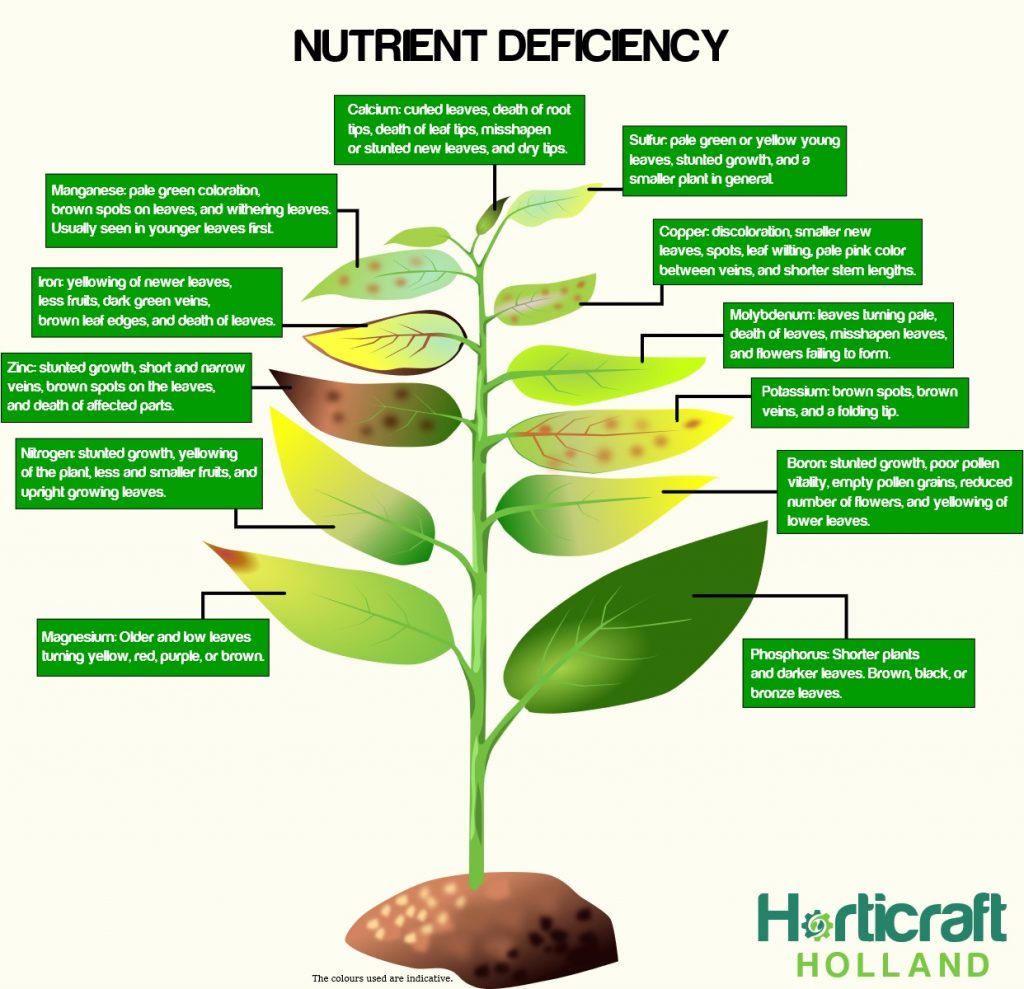 NUTRIENT DEFICIENCY
Calcium: curled leaves, death of root
tips, death of leaf tips, misshapen
or stunted new leaves, and dry tips.
Sulfur: pale green or yellow young
leaves, stunted growth, and a
smaller plant in general.
Manganese: pale green coloration,
brown spots on leaves, and withering leaves.
Usually seen in younger leaves first.
Copper: discoloration, smaller new
leaves, spots, leaf wilting, pale pink color
between veins, and shorter stem lengths.
Iron: yellowing of newer leaves,
less fruits, dark green veins,
brown leaf edges, and death of leaves.
Molybdenum: leaves turning pale,
death of leaves, misshapen leaves,
and flowers failing to form.
Zinc: stunted growth, short and narrow
veins, brown spots on the leaves,
and death of affected parts.
Potassium: brown spots, brown
veins, and a folding tip.
Nitrogen: stunted growth, yellowing
of the plant, less and smaller fruits, and
upright growing leaves.
Boron: stunted growth, poor pollen
vitality, empty pollen grains, reduced
number of flowers, and yellowing of
lower leaves.
Magnesium: Older and low leaves
turning yellow, red, purple, or brown.
Phosphorus: Shorter plants
and darker leaves. Brown, black, or
bronze leaves.
Horticraft
HOLLAND
The colours used are indicative.